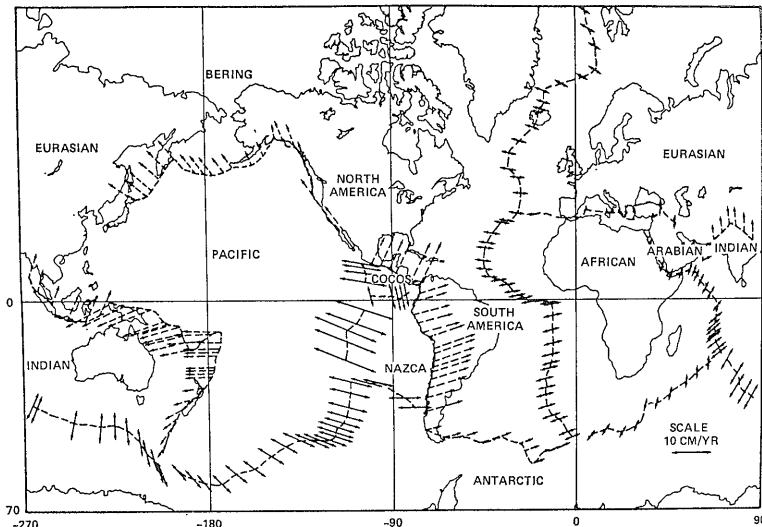 BERING
EURASIAN
EURASIAN
NORTH
AMERICA
PACIFIC
AFRICAN
ARABIAN
INDIAN
COCOS
0
SOUTH
AMERICA
INDIAN
NAZCA
SCALE
10 CM/YR
ANTARCTIC
70
-270
-180
-90
0
90